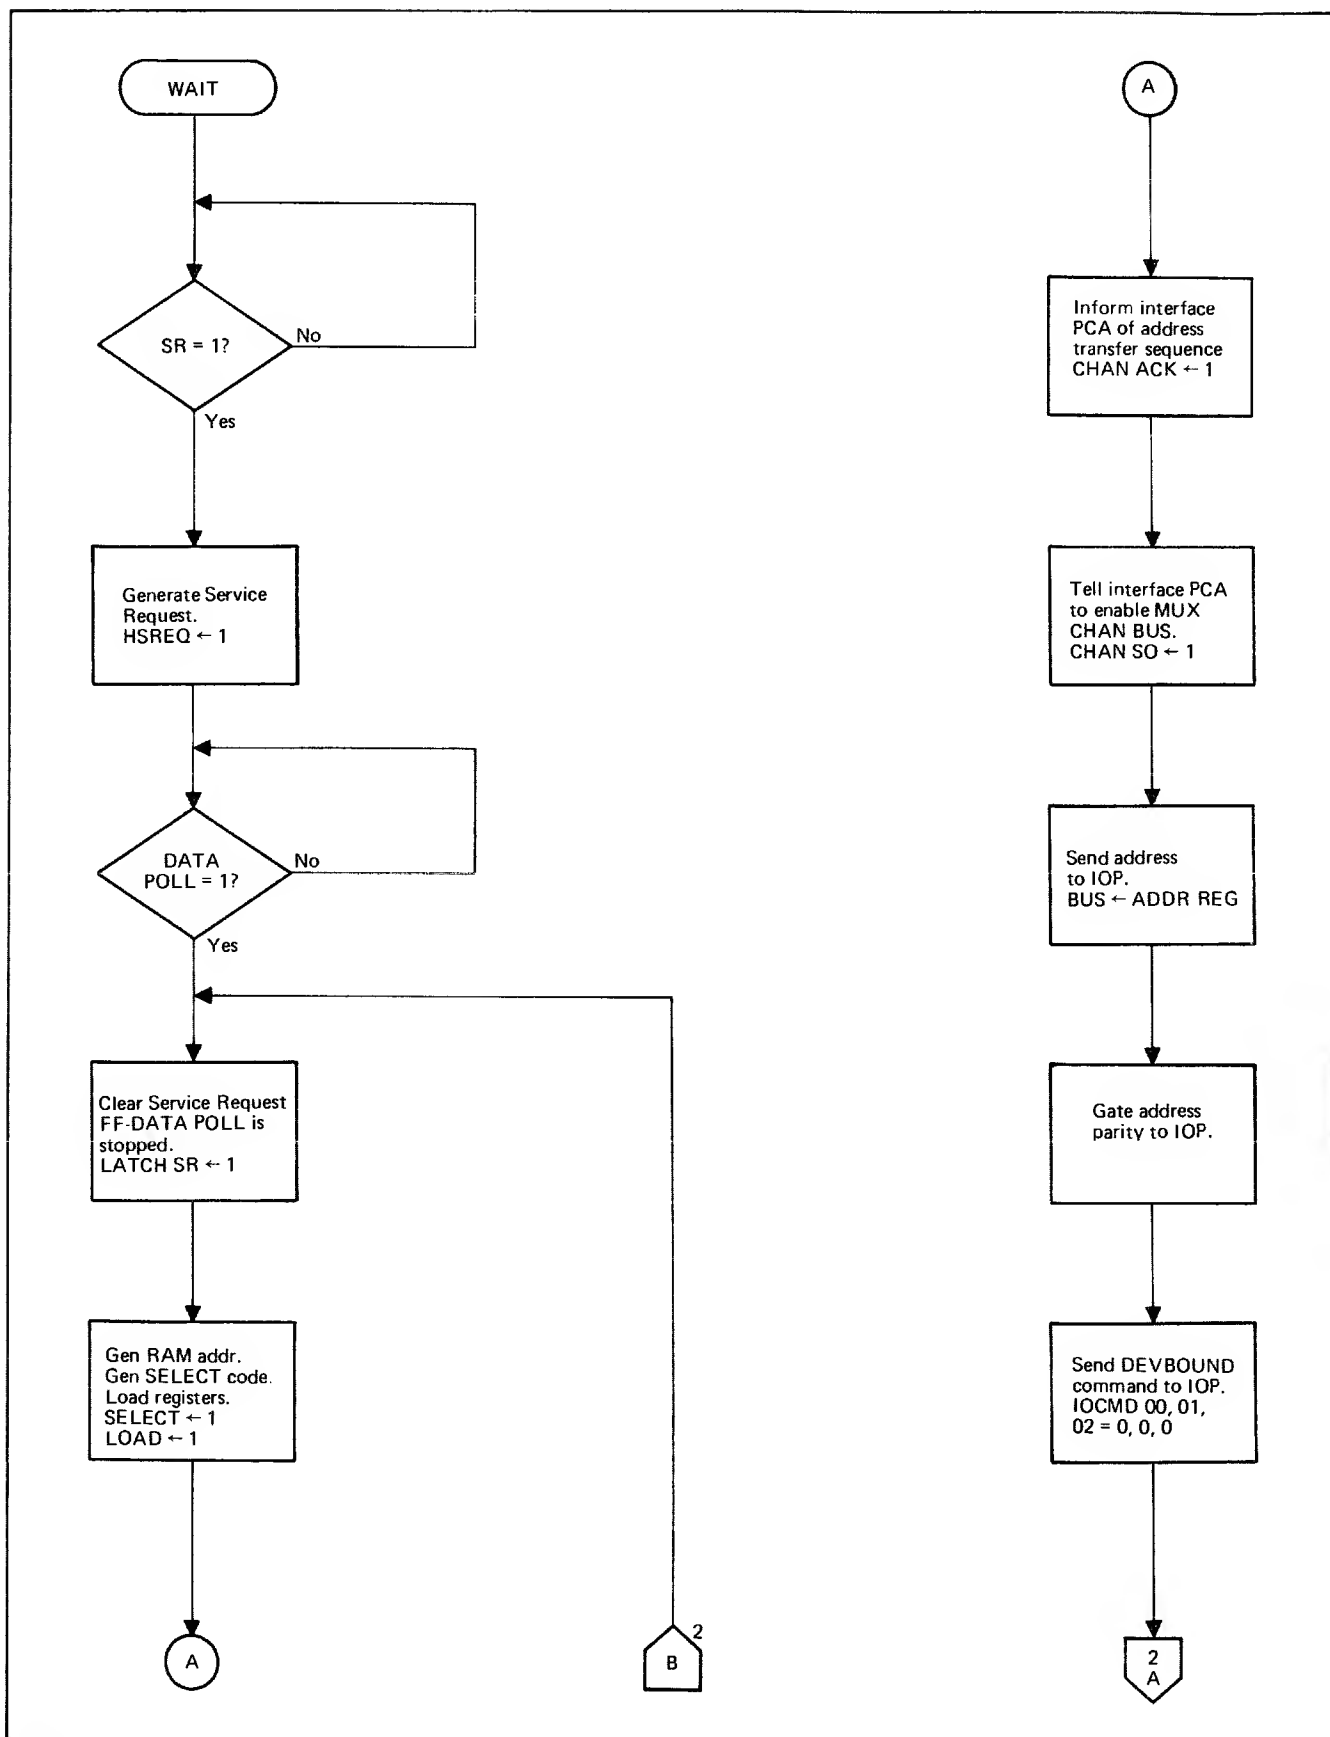 WAIT
SR = 1?
No
Yes
Generate Service
Request.
HSREQ ← 1
DATA
POLL = 1?
No
Yes
Clear Service Request
FF-DATA POLL is
stopped.
LATCH SR ← 1
Gen RAM addr.
Gen SELECT code.
Load registers.
SELECT ← 1
LOAD ← 1
A
2
B
A
Inform interface
PCA of address
transfer sequence
CHAN ACK ← 1
Tell interface PCA
to enable MUX
CHAN BUS.
CHAN SO ← 1
Send address
to IOP.
BUS ← ADDR REG
Gate address
parity to IOP.
Send DEVBOUND
command to IOP.
IOCMD 00, 01,
02 = 0, 0, 0
2
A